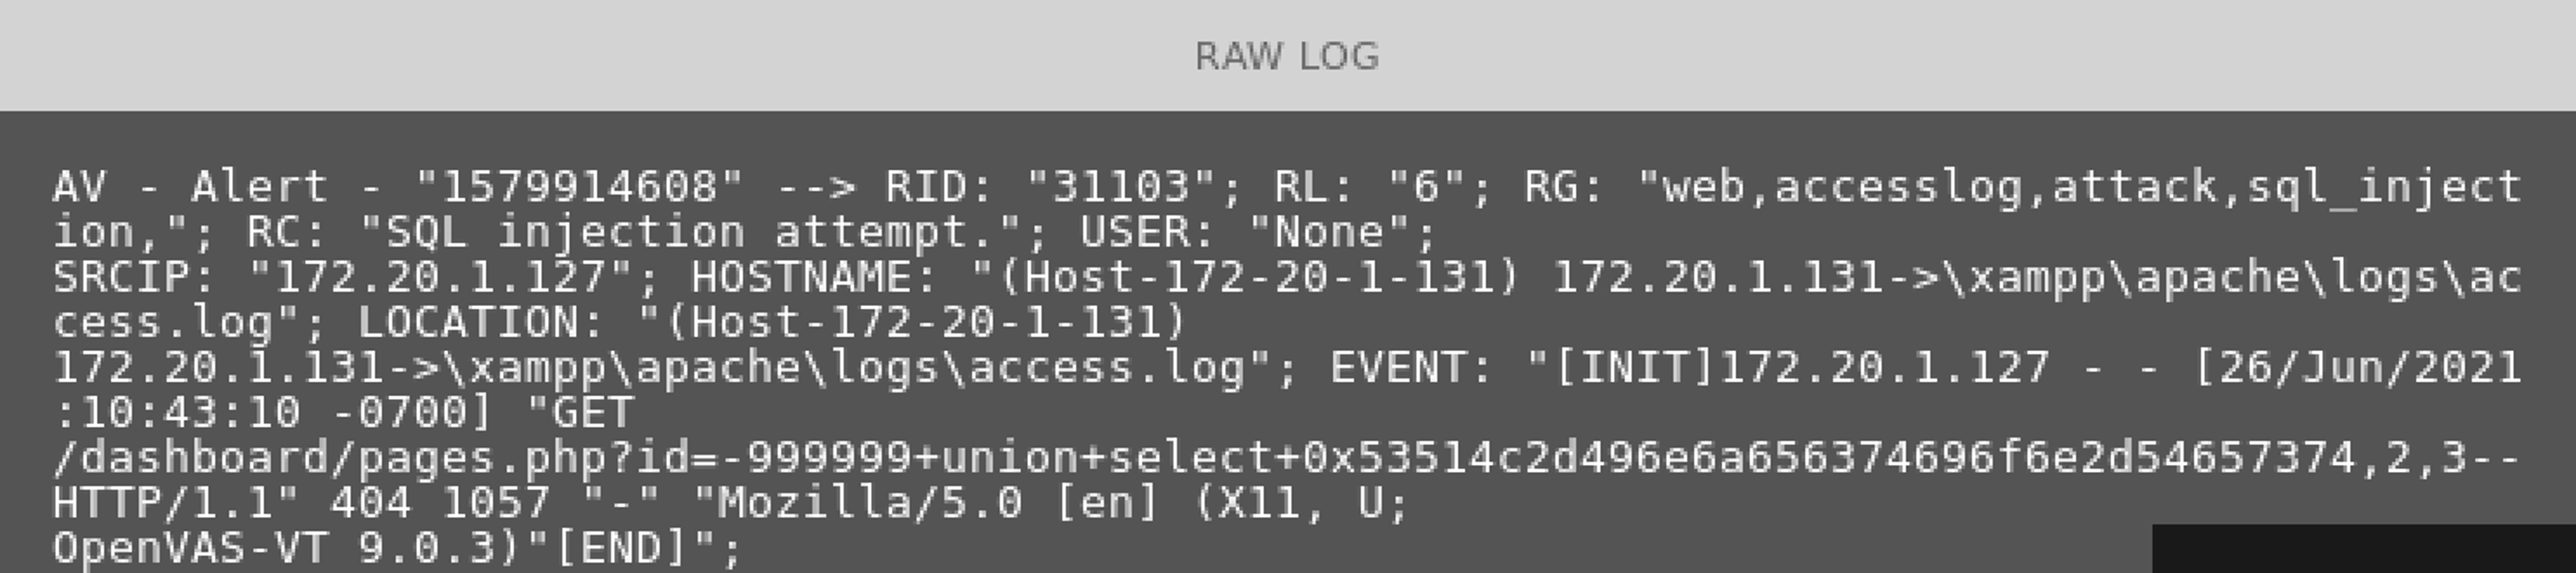 RAW LOG
AV - Alert - "1579914608" --> RID: "31103"; RL: "6"; RG: "web,accesslog,attack,sql_inject
ion,"; RC: "SQL injection attempt."; USER: "None";
SRCIP: "172.20.1.127"; HOSTNAME: "(Host-172-20-1-131) 172.20.1.131->\xampp\apache\logs\ac
cess.log"; LOCATION: "(Host-172-20-1-131)
172.20.1.131->\xampp\apache\logs\access.log"; EVENT: "[INIT]172.20.1.127 - - [26/Jun/2021
:10:43:10 -0700] "GET
/dashboard/pages.php?id=-999999+union+select+0x53514c2d496e6a656374696f6e2d54657374,2,3--
HTTP/1.1" 404 1057 "-" "Mozilla/5.0 [en] (X11, U;
OpenVAS-VT 9.0.3)"[END]";